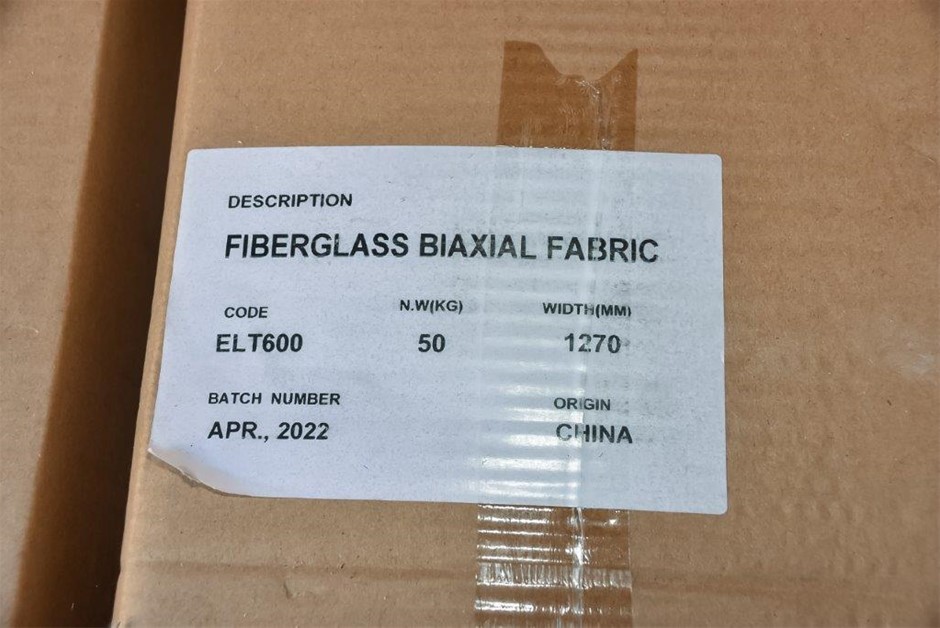 DESCRIPTION
FIBERGLASS BIAXIAL FABRIC
CODE N.W(KG) WIDTH(MM)
ELT600 50 1270
BATCH NUMBER ORIGIN
APR., 2022 CHINA